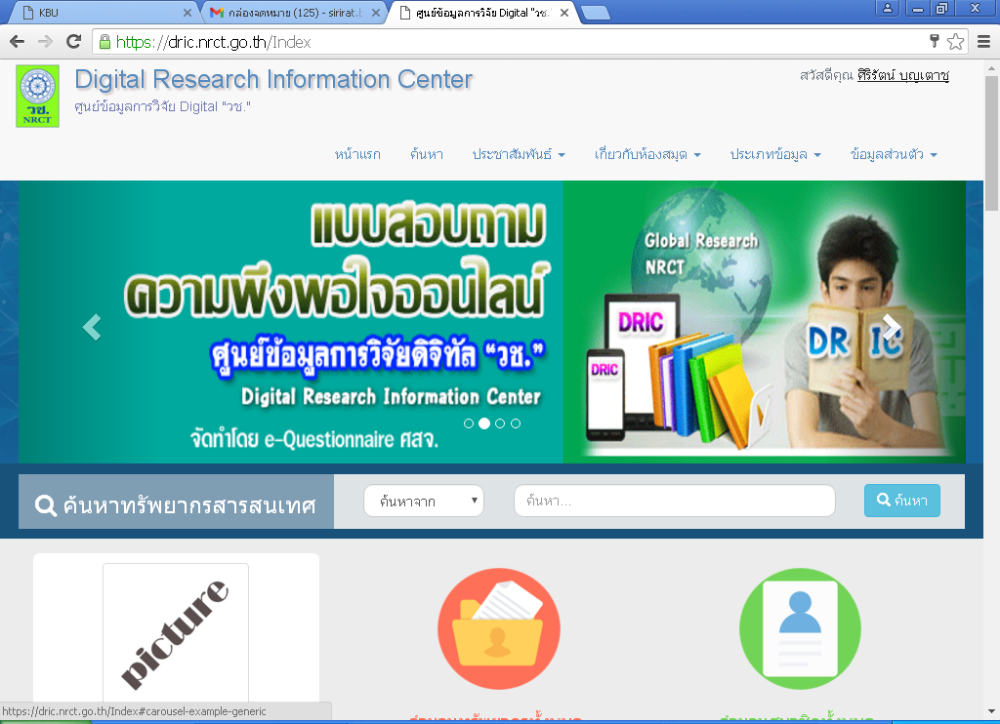 KBU
กล่องจดหมาย (125) - sirirat.b
ศูนย์ข้อมูลการวิจัย Digital "วช.
https://dric.nrct.go.th/Index
วช.
NRCT
Digital Research Information Center
ศูนย์ข้อมูลการวิจัย Digital "วช."
สวัสดีคุณ ศิริรัตน์ บุญเตาชู
หน้าแรก ค้นหา ประชาสัมพันธ์ เกี่ยวกับห้องสมุด ประเภทข้อมูล ข้อมูลส่วนตัว
แบบสอบถาม
ความพึงพอใจออนไลน์
ศูนย์ข้อมูลการวิจัยดิจิทัล “วช.”
Digital Research Information Center
จัดทำโดย e-Questionnaire ศสจ.
Global Research
NRCT
DRIC
DRIC
DR IC
ค้นหาทรัพยากรสารสนเทศ
ค้นหาจาก
ค้นหา...
ค้นหา
picture
https://dric.nrct.go.th/Index#carousel-example-generic